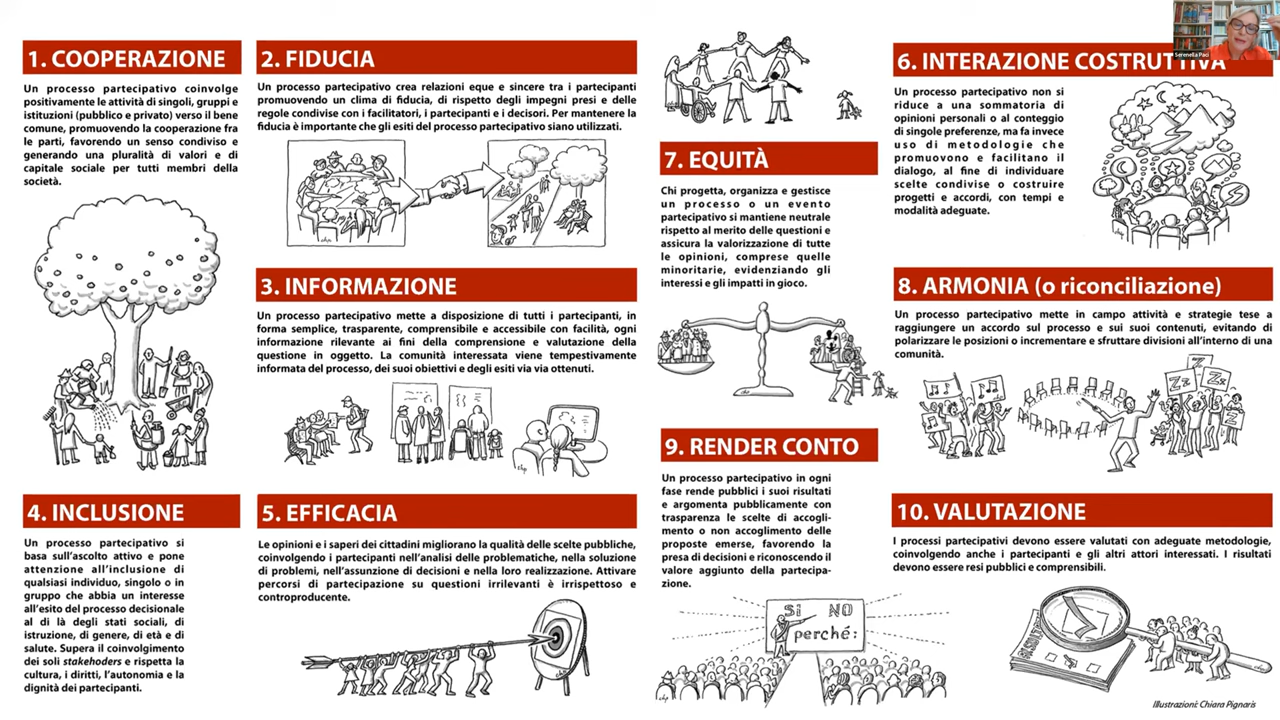 Serenella Paci
1. COOPERAZIONE
Un processo partecipativo coinvolge
positivamente le attività di singoli, gruppi e
istituzioni (pubblico e privato) verso il bene
comune, promuovendo la cooperazione fra
le parti, favorendo un senso condiviso e
generando una pluralità di valori e di
capitale sociale per tutti membri della
società.
2. FIDUCIA
Un processo partecipativo crea relazioni eque e sincere tra i partecipanti
promuovendo un clima di fiducia, di rispetto degli impegni presi e delle
regole condivise con i facilitatori, i partecipanti e i decisori. Per mantenere la
fiducia è importante che gli esiti del processo partecipativo siano utilizzati.
chp
3. INFORMAZIONE
Un processo partecipativo mette a disposizione di tutti i partecipanti, in
forma semplice, trasparente, comprensibile e accessibile con facilità, ogni
informazione rilevante ai fini della comprensione e valutazione della
questione in oggetto. La comunità interessata viene tempestivamente
informata del processo, dei suoi obiettivi e degli esiti via via ottenuti.
chp
4. INCLUSIONE
Un processo partecipativo si
basa sull'ascolto attivo e pone
attenzione all'inclusione di
qualsiasi individuo, singolo o in
gruppo che abbia un interesse
all'esito del processo decisionale
al di là degli stati sociali, di
istruzione, di genere, di età e di
salute. Supera il coinvolgimento
dei soli stakehoders e rispetta la
cultura, i diritti, l'autonomia e la
dignità dei partecipanti.
5. EFFICACIA
Le opinioni e i saperi dei cittadini migliorano la qualità delle scelte pubbliche,
coinvolgendo i partecipanti nell'analisi delle problematiche, nella soluzione
di problemi, nell'assunzione di decisioni e nella loro realizzazione. Attivare
percorsi di partecipazione su questioni irrilevanti è irrispettoso e
controproducente.
chp
6. INTERAZIONE COSTRUTTIVA
Un processo partecipativo non si
riduce a una sommatoria di
opinioni personali o al conteggio
di singole preferenze, ma fa invece
uso di metodologie che
promuovono e facilitano il
dialogo, al fine di individuare
scelte condivise o costruire
progetti e accordi, con tempi e
modalità adeguate.
7. EQUITÀ
Chi progetta, organizza e gestisce
un processo o un evento
partecipativo si mantiene neutrale
rispetto al merito delle questioni e
assicura la valorizzazione di tutte
le opinioni, comprese quelle
minoritarie, evidenziando gli
interessi e gli impatti in gioco.
8. ARMONIA (o riconciliazione)
Un processo partecipativo mette in campo attività e strategie tese a
raggiungere un accordo sul processo e sui suoi contenuti, evitando di
polarizzare le posizioni o incrementare e sfruttare divisioni all'interno di una
comunità.
Zz
Zz
Z
9. RENDER CONTO
Un processo partecipativo in ogni
fase rende pubblici i suoi risultati
e argomenta pubblicamente con
trasparenza le scelte di accogli-
mento o non accoglimento delle
proposte emerse, favorendo la
presa di decisioni e riconoscendo il
valore aggiunto della partecipa-
zione.
SI NO
perché:
10. VALUTAZIONE
I processi partecipativi devono essere valutati con adeguate metodologie,
coinvolgendo anche i partecipanti e gli altri attori interessati. I risultati
devono essere resi pubblici e comprensibili.
Illustrazioni: Chiara Pignaris